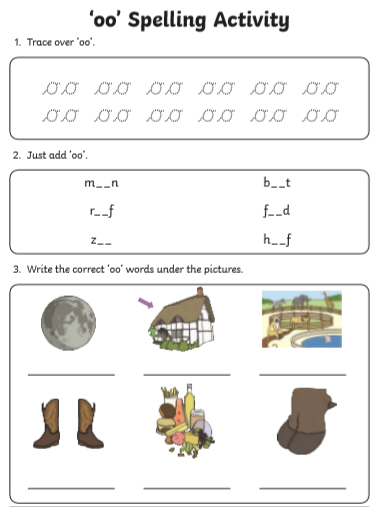 ‘oo’ Spelling Activity
1. Trace over ‘oo’.
oo oo oo oo oo oo
oo oo oo oo oo oo
2. Just add ‘oo’.
m__n b__t
r__f f__d
z__ h__f
3. Write the correct ‘oo’ words under the pictures.